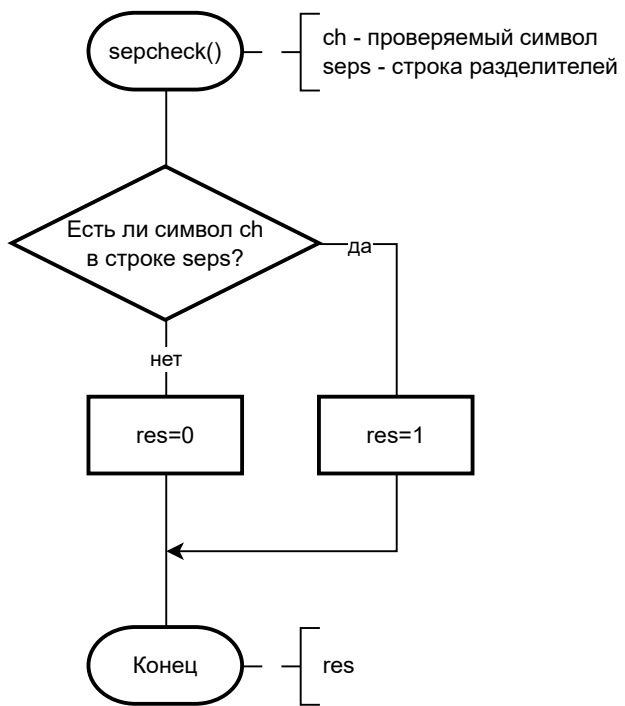 sepcheck()
ch - проверяемый символ
seps - строка разделителей
Есть ли символ ch
в строке seps?
да
нет
res=0
res=1
Конец
res